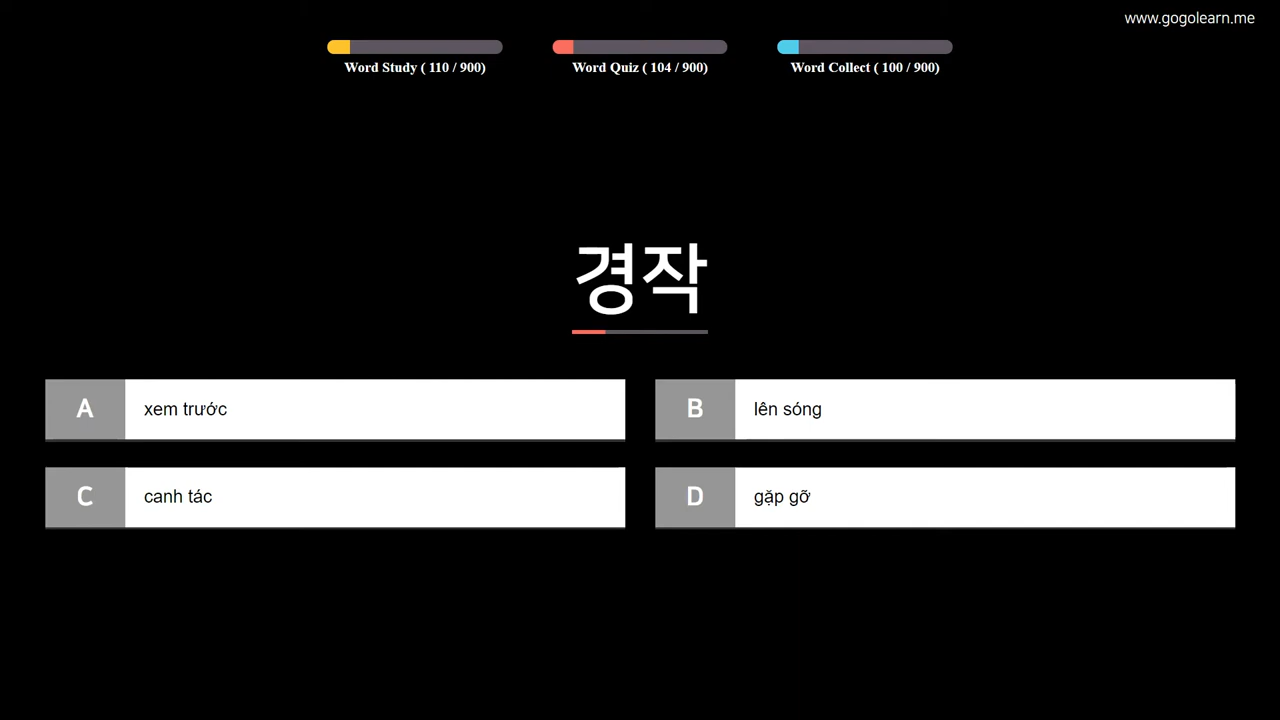 www.gogolearn.me
Word Study ( 110 / 900)
Word Quiz ( 104 / 900)
Word Collect ( 100 / 900)
경작
A xem trước
B lên sóng
C canh tác
D gặp gỡ